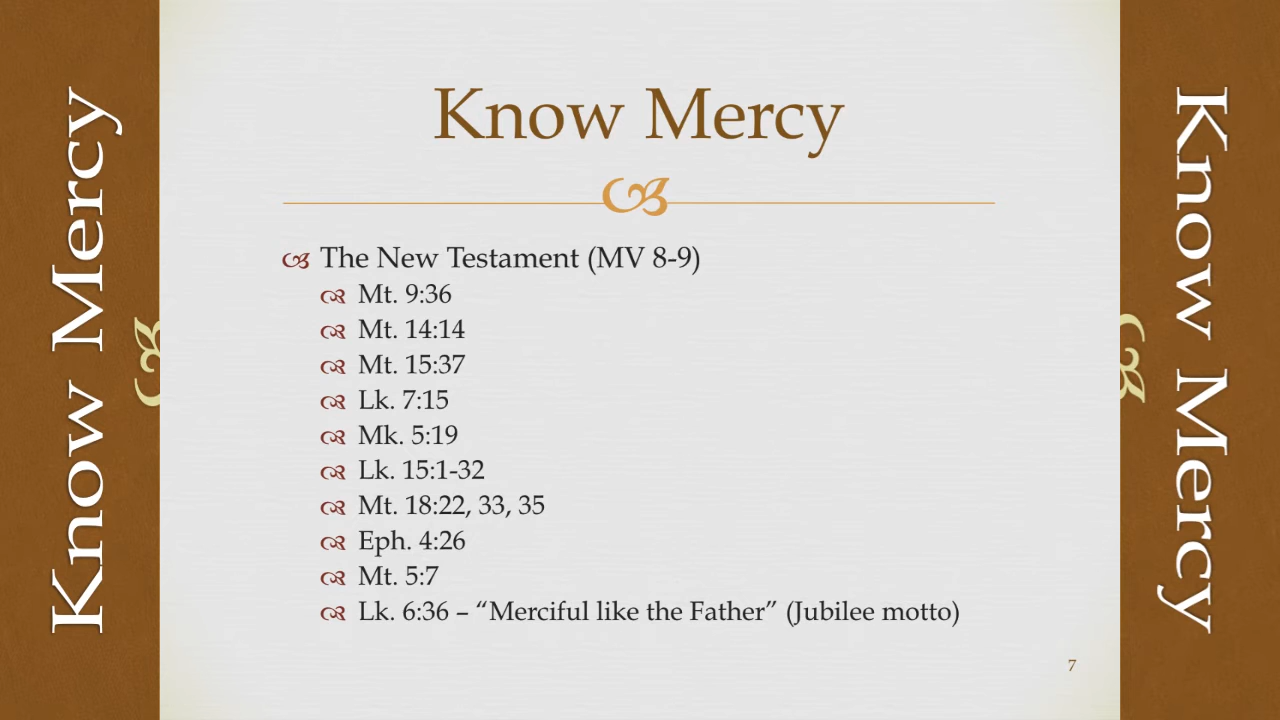 Know Mercy
Know Mercy
The New Testament (MV 8-9)
Mt. 9:36
Mt. 14:14
Mt. 15:37
Lk. 7:15
Mk. 5:19
Lk. 15:1-32
Mt. 18:22, 33, 35
Eph. 4:26
Mt. 5:7
Lk. 6:36 – “Merciful like the Father” (Jubilee motto)
7
Know Mercy